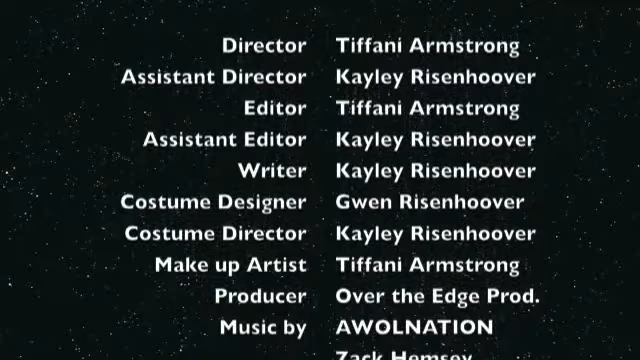 Director Tiffani Armstrong
Assistant Director Kayley Risenhoover
Editor Tiffani Armstrong
Assistant Editor Kayley Risenhoover
Writer Kayley Risenhoover
Costume Designer Gwen Risenhoover
Costume Director Kayley Risenhoover
Make up Artist Tiffani Armstrong
Producer Over the Edge Prod.
Music by AWOLNATION
Zack Hemsey